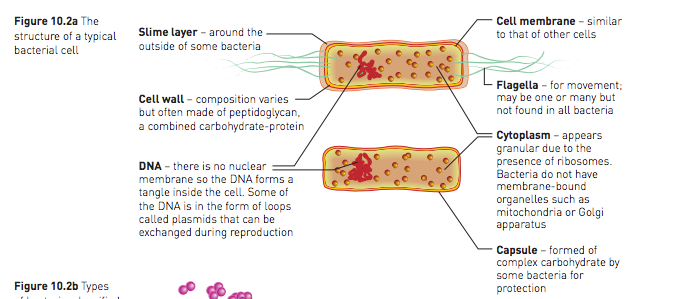 Figure 10.2a The
structure of a typical
bacterial cell
Slime layer – around the
outside of some bacteria
Cell wall – composition varies
but often made of peptidoglycan,
a combined carbohydrate-protein
DNA – there is no nuclear
membrane so the DNA forms a
tangle inside the cell. Some of
the DNA is in the form of loops
called plasmids that can be
exchanged during reproduction
Cell membrane – similar
to that of other cells
Flagella – for movement;
may be one or many but
not found in all bacteria
Cytoplasm – appears
granular due to the
presence of ribosomes.
Bacteria do not have
membrane-bound
organelles such as
mitochondria or Golgi
apparatus
Capsule – formed of
complex carbohydrate by
some bacteria for
protection
Figure 10.2b Types